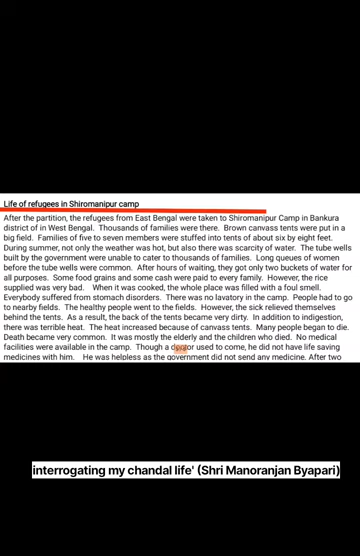 Life of refugees in Shiromanipur camp
After the partition, the refugees from East Bengal were taken to Shiromanipur Camp in Bankura
district of in West Bengal. Thousands of families were there. Brown canvass tents were put in a
big field. Families of five to seven members were stuffed into tents of about six by eight feet.
During summer, not only the weather was hot, but also there was scarcity of water. The tube wells
built by the government were unable to cater to thousands of families. Long queues of women
before the tube wells were common. After hours of waiting, they got only two buckets of water for
all purposes. Some food grains and some cash were paid to every family. However, the rice
supplied was very bad. When it was cooked, the whole place was filled with a foul smell.
Everybody suffered from stomach disorders. There was no lavatory in the camp. People had to go
to nearby fields. The healthy people went to the fields. However, the sick relieved themselves
behind the tents. As a result, the back of the tents became very dirty. In addition to indigestion,
there was terrible heat. The heat increased because of canvass tents. Many people began to die.
Death became very common. It was mostly the elderly and the children who died. No medical
facilities were available in the camp. Though a doctor used to come, he did not have life saving
medicines with him. He was helpless as the government did not send any medicine. After two
interrogating my chandal life' (Shri Manoranjan Byapari)